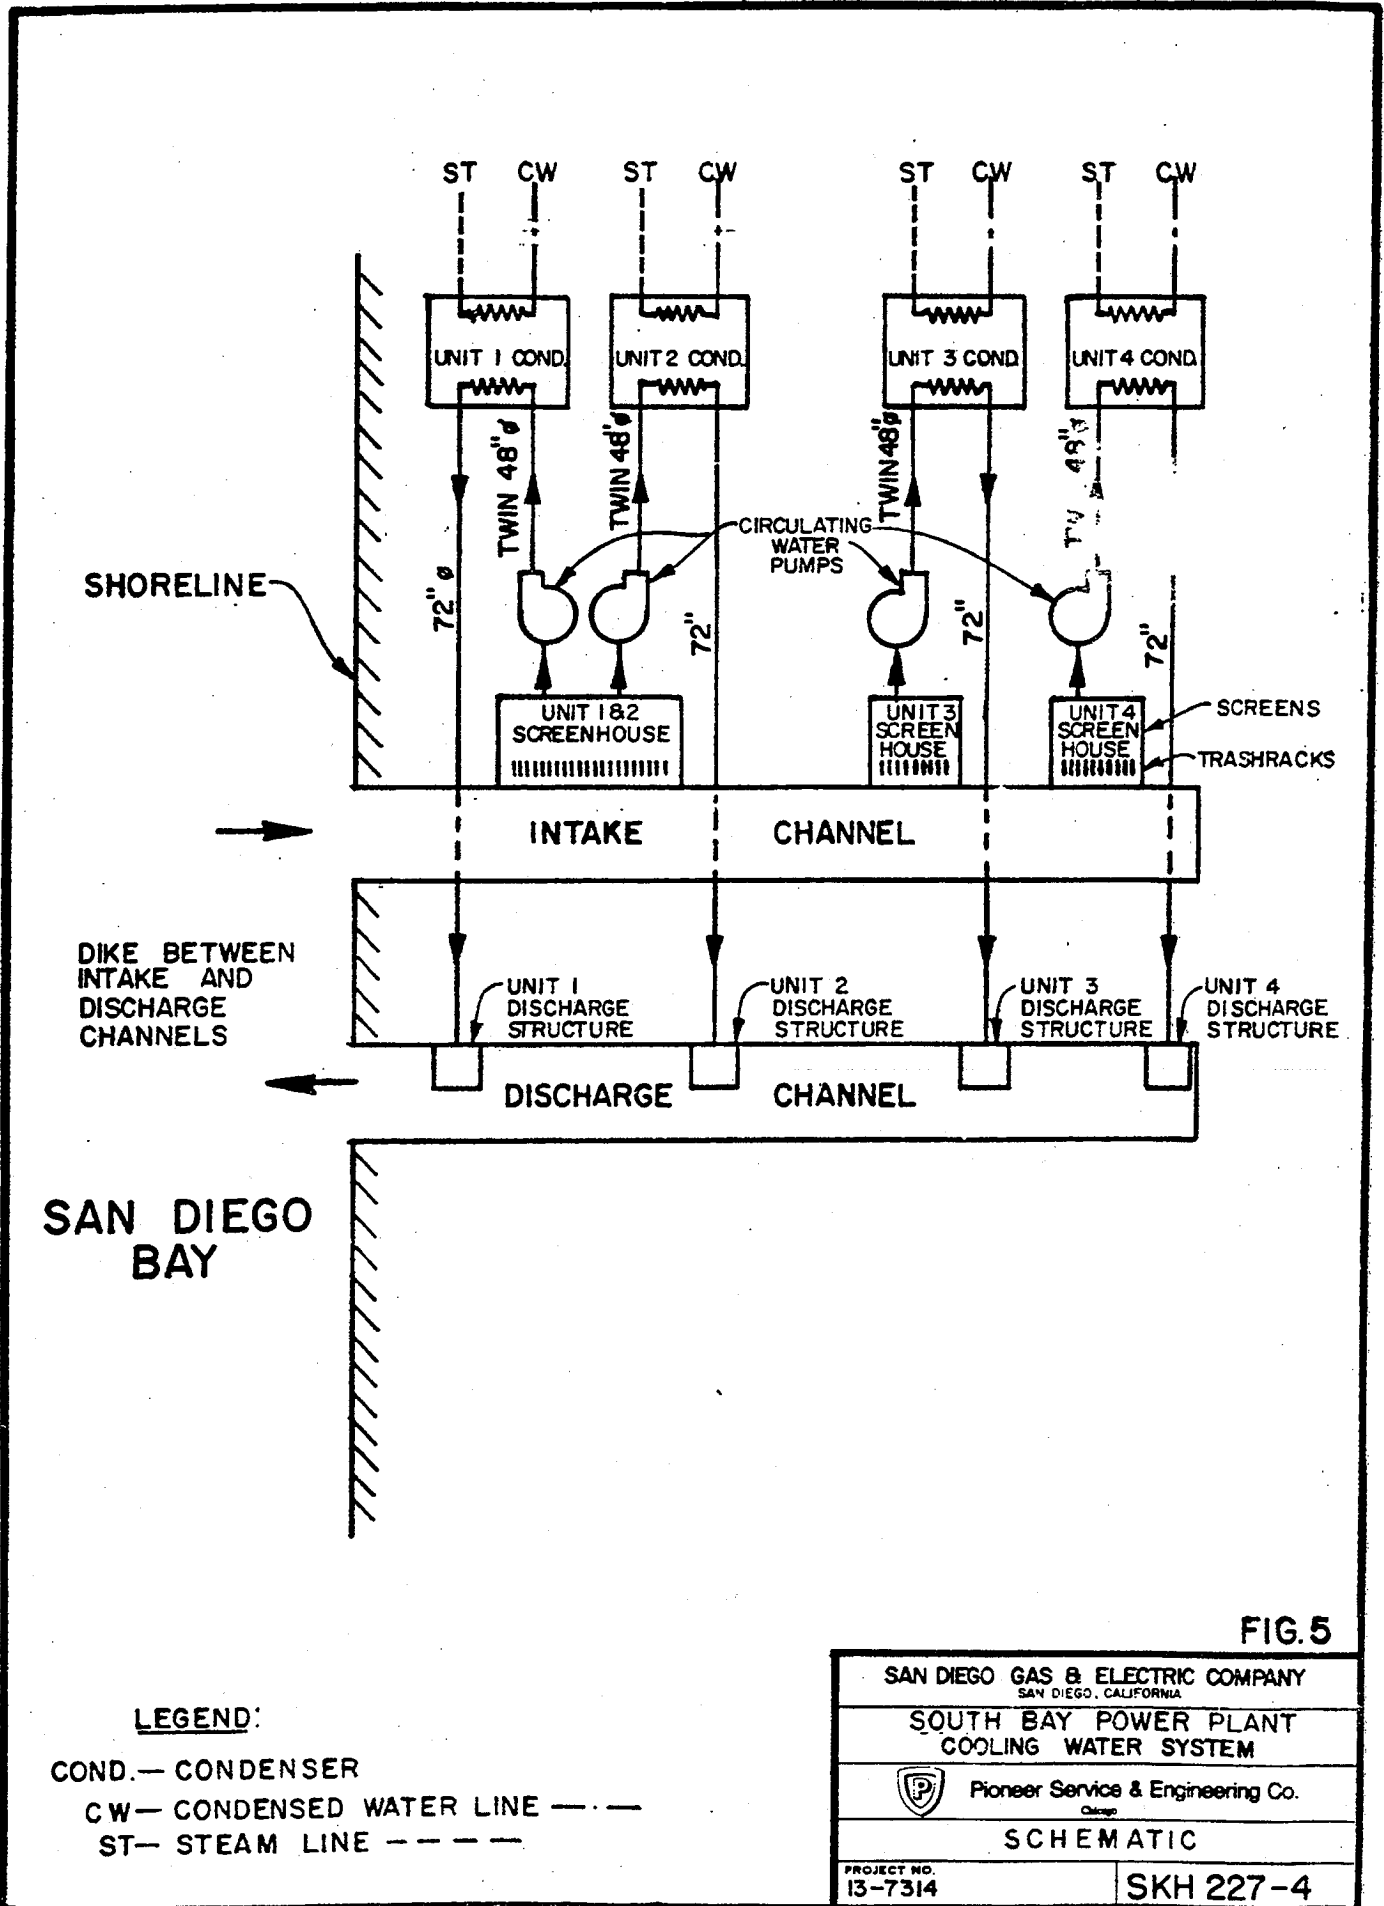 ST CW ST CW ST CW ST CW
UNIT 1 COND.
UNIT 2 COND.
UNIT 3 COND.
UNIT 4 COND.
TWIN 48" ø
TWIN 48" ø
TWIN 48" ø
48" ø
CIRCULATING
WATER
PUMPS
SHORELINE
72" ø
72"
72"
72"
UNIT 1&2
SCREENHOUSE
UNIT 3
SCREEN
HOUSE
UNIT 4
SCREEN
HOUSE
SCREENS
TRASHRACKS
INTAKE CHANNEL
DIKE BETWEEN
INTAKE AND
DISCHARGE
CHANNELS
UNIT 1
DISCHARGE
STRUCTURE
UNIT 2
DISCHARGE
STRUCTURE
UNIT 3
DISCHARGE
STRUCTURE
UNIT 4
DISCHARGE
STRUCTURE
DISCHARGE CHANNEL
SAN DIEGO
BAY
FIG. 5
LEGEND:
COND.— CONDENSER
CW— CONDENSED WATER LINE —·—
ST— STEAM LINE ----
SAN DIEGO GAS & ELECTRIC COMPANY
SAN DIEGO, CALIFORNIA
SOUTH BAY POWER PLANT
COOLING WATER SYSTEM
P
Pioneer Service & Engineering Co.
Chicago
SCHEMATIC
PROJECT NO.
13-7314
SKH 227-4